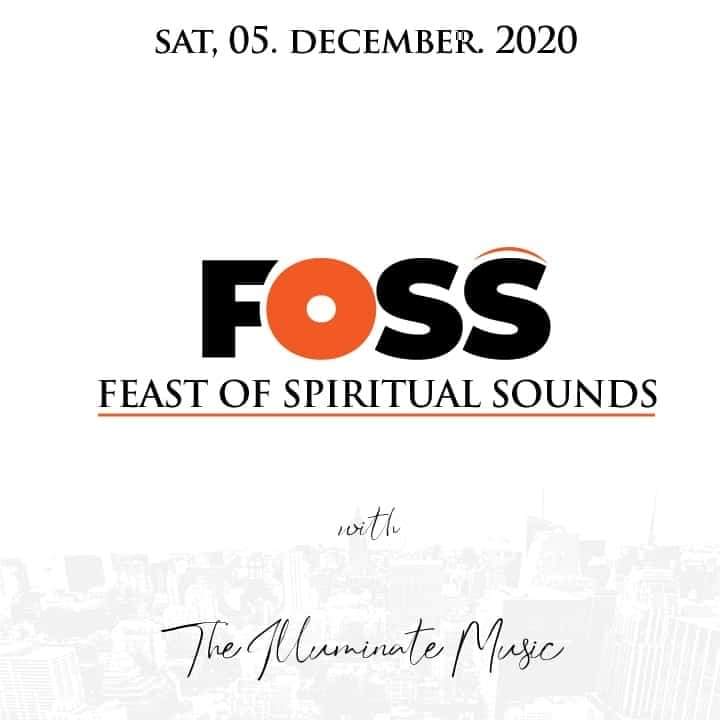 SAT, 05. DECEMBER. 2020
FOSS
FEAST OF SPIRITUAL SOUNDS
with
The Illuminate Music